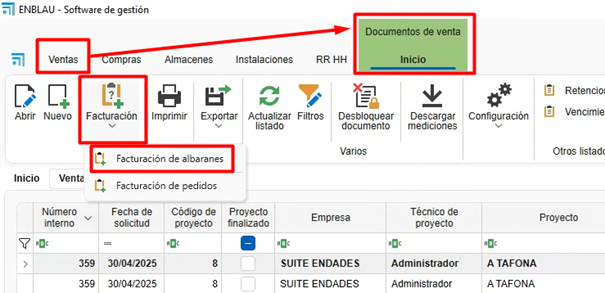 ENBLAU - Software de gestión
Documentos de venta
Ventas Compras Almacenes Instalaciones RR HH Inicio
Abrir Nuevo Facturación Imprimir Exportar Actualizar listado Filtros Desbloquear documento Descargar mediciones Configuración
Retencion
Vencimie
Varios Otros listado
Facturación de albaranes
Facturación de pedidos
Inicio Venta
Número interno Fecha de solicitud Código de proyecto Proyecto finalizado Empresa Técnico de proyecto Proyecto
359 30/04/2025 8 SUITE ENDADES Administrador A TAFONA
359 30/04/2025 8 SUITE ENDADES Administrador A TAFONA